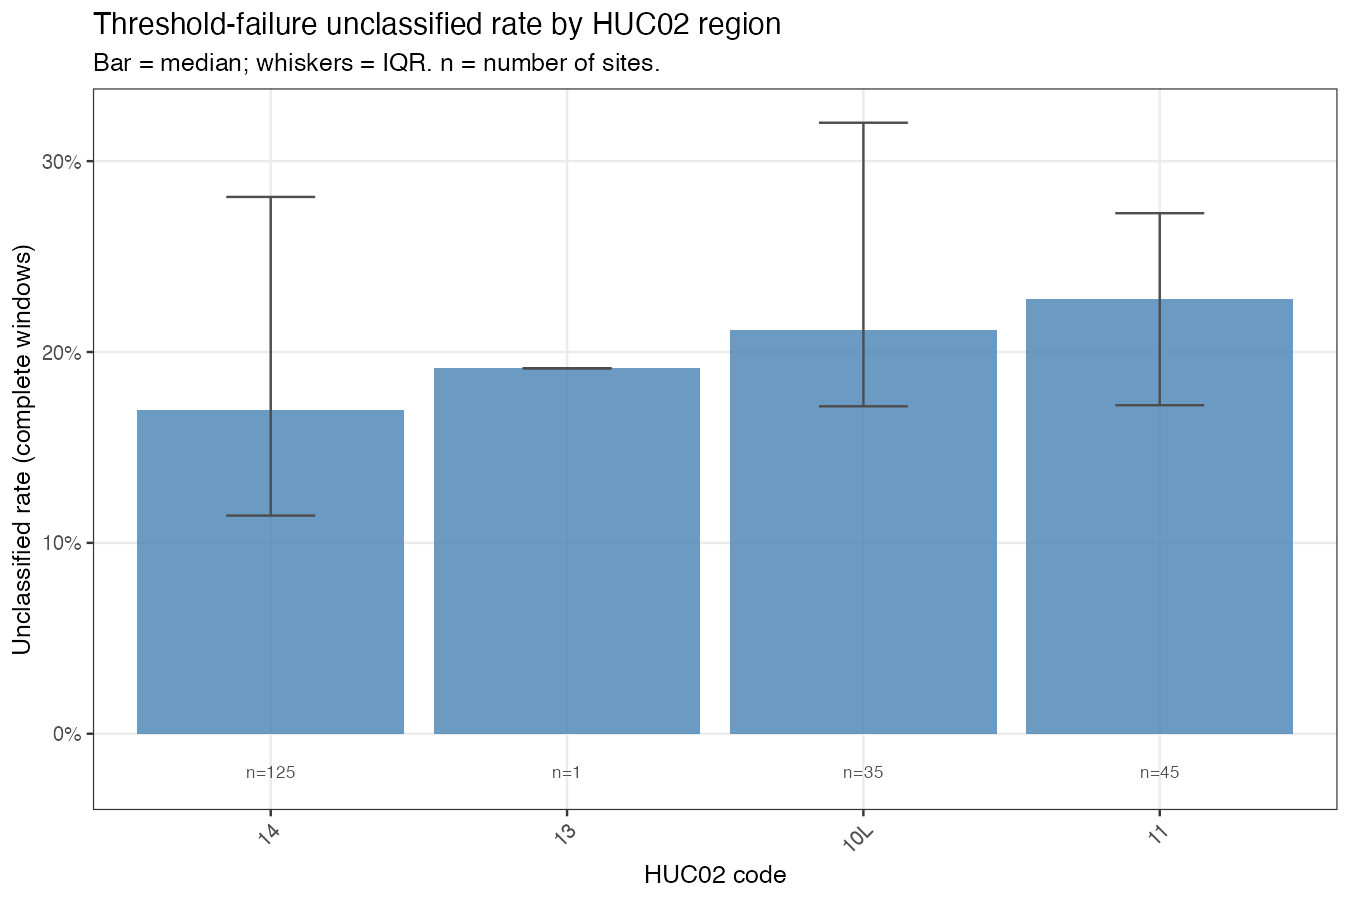 Threshold-failure unclassified rate by HUC02 region
Bar = median; whiskers = IQR. n = number of sites.
Unclassified rate (complete windows)
30%
20%
10%
0%
n=125
n=1
n=35
n=45
14
13
10L
11
HUC02 code